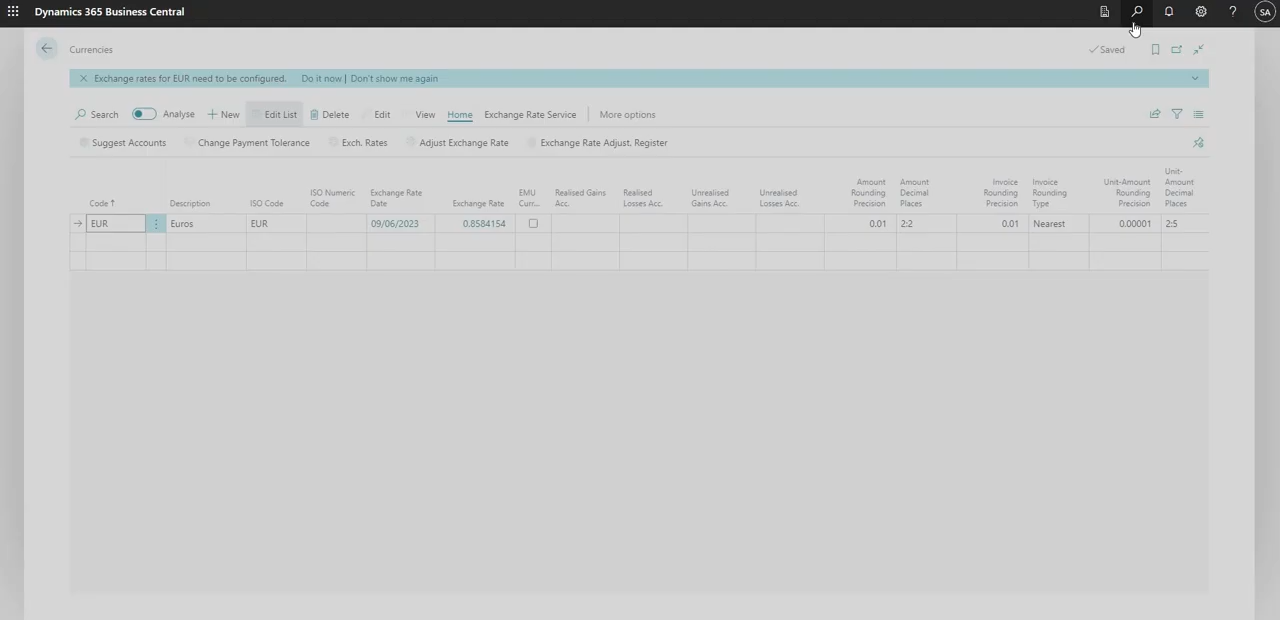 Dynamics 365 Business Central
SA
Currencies
Saved
Exchange rates for EUR need to be configured. Do it now | Don't show me again
Search Analyse New Edit List Delete Edit View Home Exchange Rate Service More options
Suggest Accounts Change Payment Tolerance Exch. Rates Adjust Exchange Rate Exchange Rate Adjust. Register
Code ↑ Description ISO Code ISO Numeric Code Exchange Rate Date Exchange Rate EMU Curr... Realised Gains Acc. Realised Losses Acc. Unrealised Gains Acc. Unrealised Losses Acc. Amount Rounding Precision Amount Decimal Places Invoice Rounding Precision Invoice Rounding Type Unit-Amount Rounding Precision Unit-Amount Decimal Places
EUR Euros EUR 09/06/2023 0.8584154 0.01 2:2 0.01 Nearest 0.00001 2:5